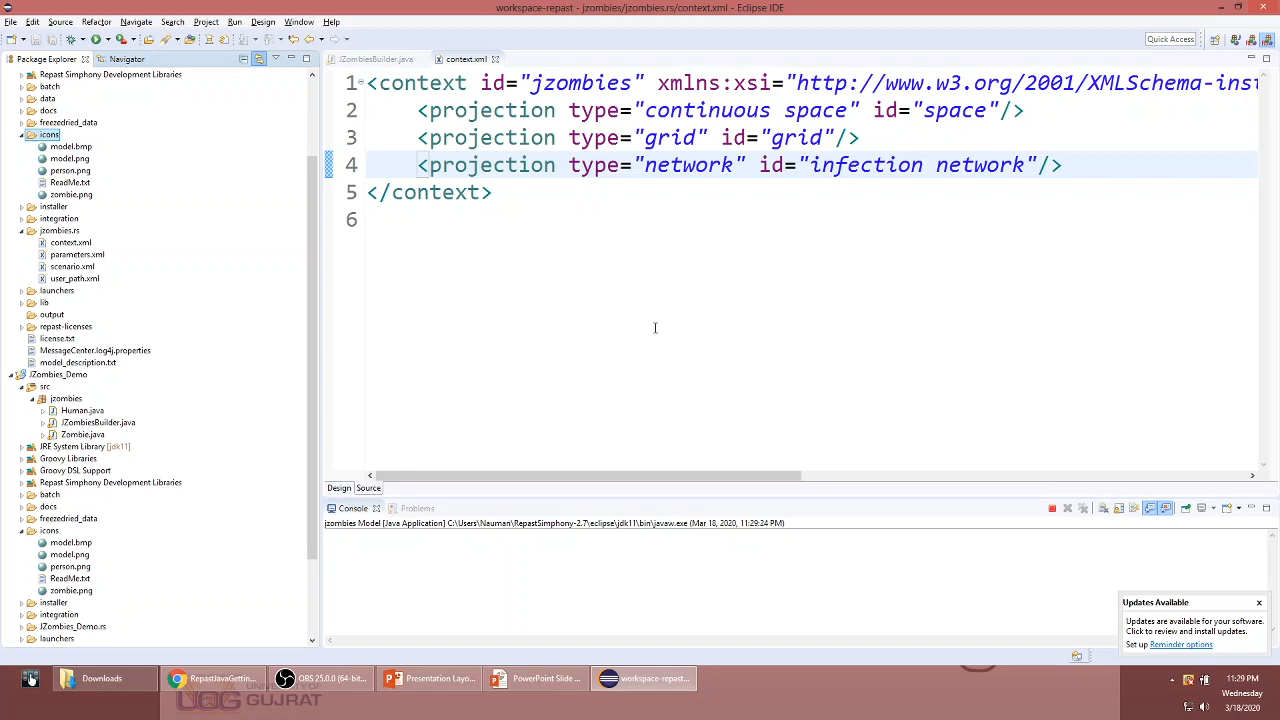 workspace-repast - jzombies/jzombies.rs/context.xml - Eclipse IDE
File Edit Source Refactor Navigate Search Project Run Design Window Help
Quick Access
Package Explorer Navigator
JZombiesBuilder.java context.xml
Repast Simphony Development Libraries
batch
data
docs
freezedried_data
icons
model.bmp
model.png
person.png
ReadMe.txt
zombie.png
installer
integration
jzombies.rs
context.xml
parameters.xml
scenario.xml
user_path.xml
launchers
lib
output
repast-licenses
license.txt
MessageCenter.log4j.properties
model_description.txt
JZombies_Demo
src
jzombies
Human.java
JZombiesBuilder.java
Zombie.java
JRE System Library [jdk11]
Groovy Libraries
Groovy DSL Support
Repast Simphony Development Libraries
batch
docs
freezedried_data
icons
model.bmp
model.png
person.png
ReadMe.txt
zombie.png
installer
integration
JZombies_Demo.rs
launchers
1 <context id="jzombies" xmlns:xsi="http://www.w3.org/2001/XMLSchema-inst
2 <projection type="continuous space" id="space"/>
3 <projection type="grid" id="grid"/>
4 <projection type="network" id="infection network"/>
5 </context>
6
Design Source
Console Problems
jzombies Model [Java Application] C:\Users\Nauman\RepastSimphony-2.7\eclipse\jdk11\bin\javaw.exe (Mar 18, 2020, 11:29:24 PM)
Updates Available x
Updates are available for your software.
Click to review and install updates.
Set up Reminder options
Downloads
RepastJavaGettin...
OBS 25.0.0 (64-bit...
Presentation Layo...
PowerPoint Slide ...
workspace-repast...
11:29 PM
Wednesday
3/18/2020
UNIVERSITY OF
GUJRAT